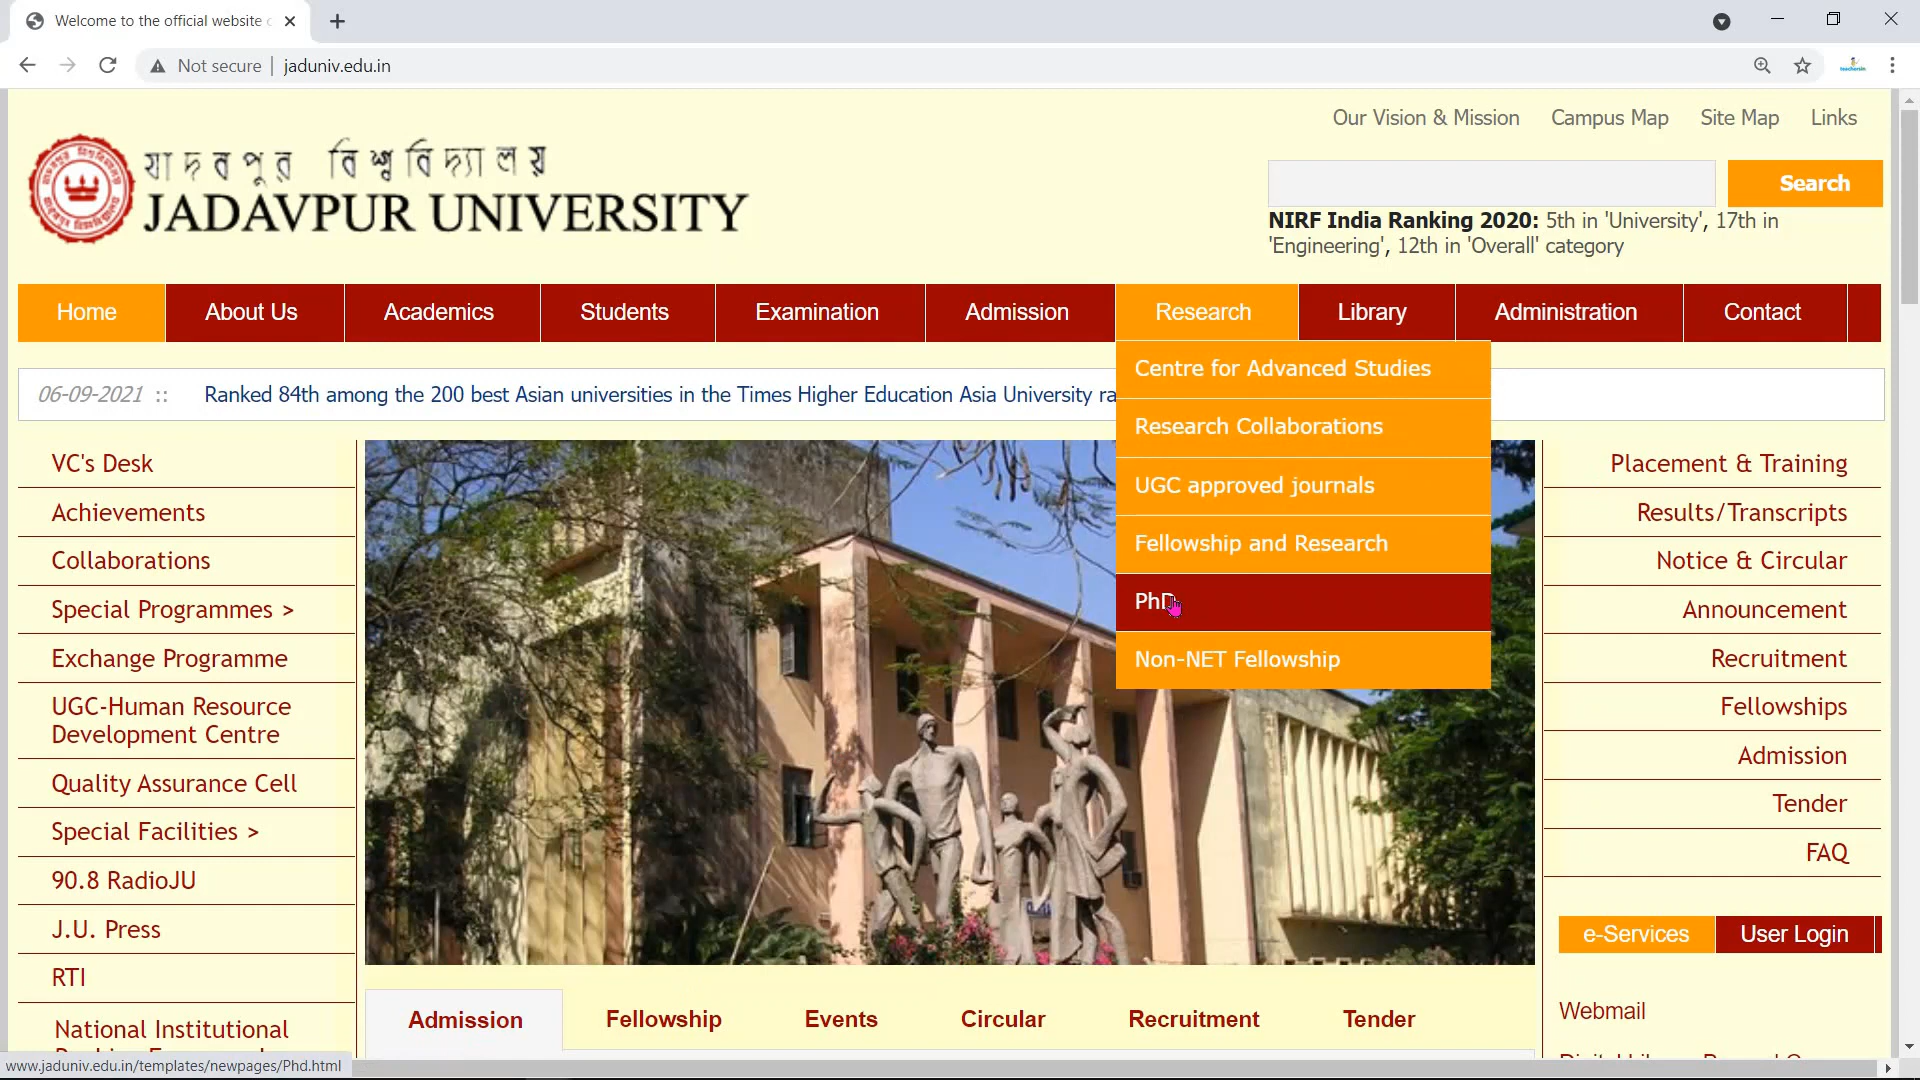 Welcome to the official website
Not secure
jaduniv.edu.in
Our Vision & Mission
Campus Map
Site Map
Links
যাদবপুর বিশ্ববিদ্যালয়
JADAVPUR UNIVERSITY
Search
NIRF India Ranking 2020: 5th in 'University', 17th in
'Engineering', 12th in 'Overall' category
Home
About Us
Academics
Students
Examination
Admission
Research
Library
Administration
Contact
06-09-2021 ::
Ranked 84th among the 200 best Asian universities in the Times Higher Education Asia University ra
Centre for Advanced Studies
Research Collaborations
UGC approved journals
Fellowship and Research
PhD
Non-NET Fellowship
VC's Desk
Achievements
Collaborations
Special Programmes >
Exchange Programme
UGC-Human Resource
Development Centre
Quality Assurance Cell
Special Facilities >
90.8 RadioJU
J.U. Press
RTI
National Institutional
Placement & Training
Results/Transcripts
Notice & Circular
Announcement
Recruitment
Fellowships
Admission
Tender
FAQ
e-Services
User Login
Webmail
Admission
Fellowship
Events
Circular
Recruitment
Tender
www.jaduniv.edu.in/templates/newpages/Phd.html